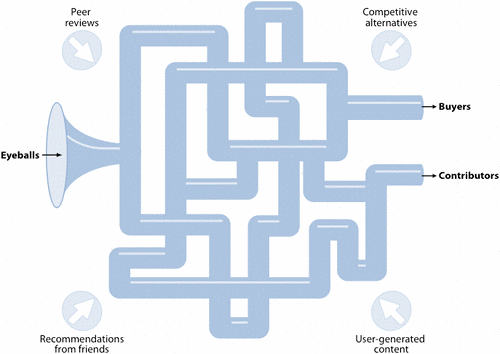 Peer
reviews
Competitive
alternatives
Buyers
Eyeballs
Contributors
Recommendations
from friends
User-generated
content